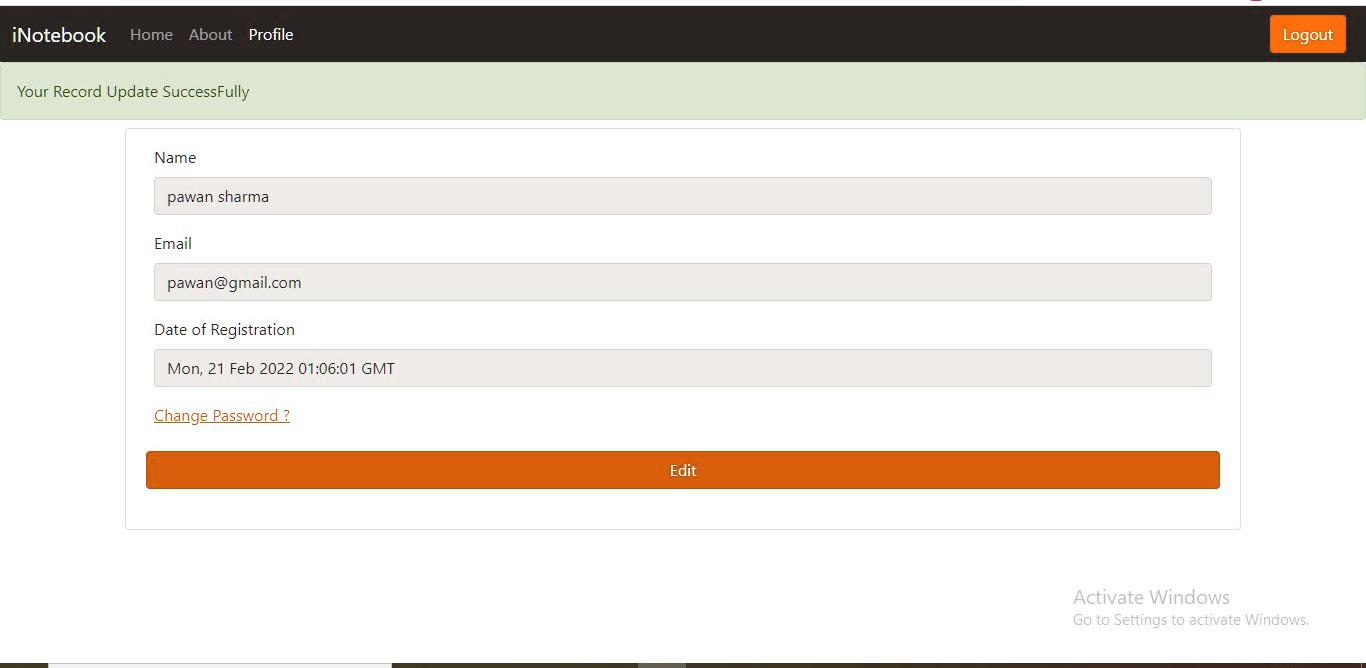 iNotebook Home About Profile Logout
Your Record Update SuccessFully
Name
pawan sharma
Email
pawan@gmail.com
Date of Registration
Mon, 21 Feb 2022 01:06:01 GMT
Change Password ?
Edit
Activate Windows
Go to Settings to activate Windows.